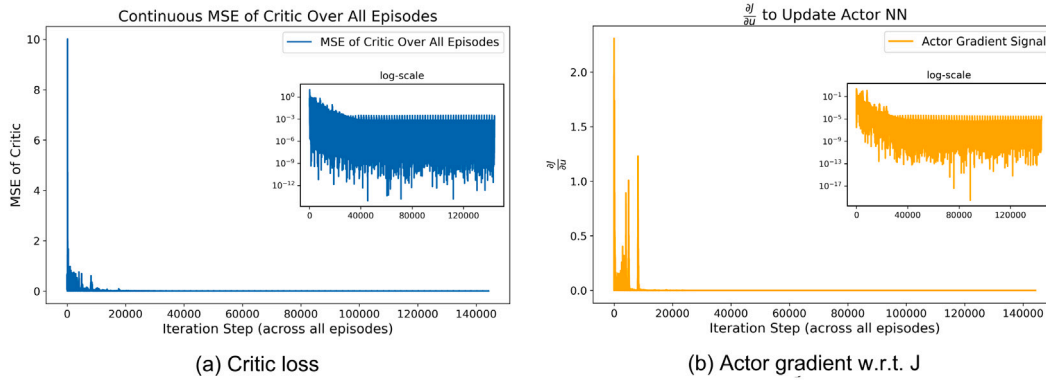 Continuous MSE of Critic Over All Episodes
MSE of Critic Over All Episodes
log-scale
10⁰
10⁻³
10⁻⁶
10⁻⁹
10⁻¹²
0 40000 80000 120000
MSE of Critic
10
8
6
4
2
0
0 20000 40000 60000 80000 100000 120000 140000
Iteration Step (across all episodes)
(a) Critic loss
∂J/∂u to Update Actor NN
Actor Gradient Signal
log-scale
10⁻¹
10⁻⁵
10⁻⁹
10⁻¹³
10⁻¹⁷
0 40000 80000 120000
∂J/∂u
2.0
1.5
1.0
0.5
0.0
0 20000 40000 60000 80000 100000 120000 140000
Iteration Step (across all episodes)
(b) Actor gradient w.r.t. J